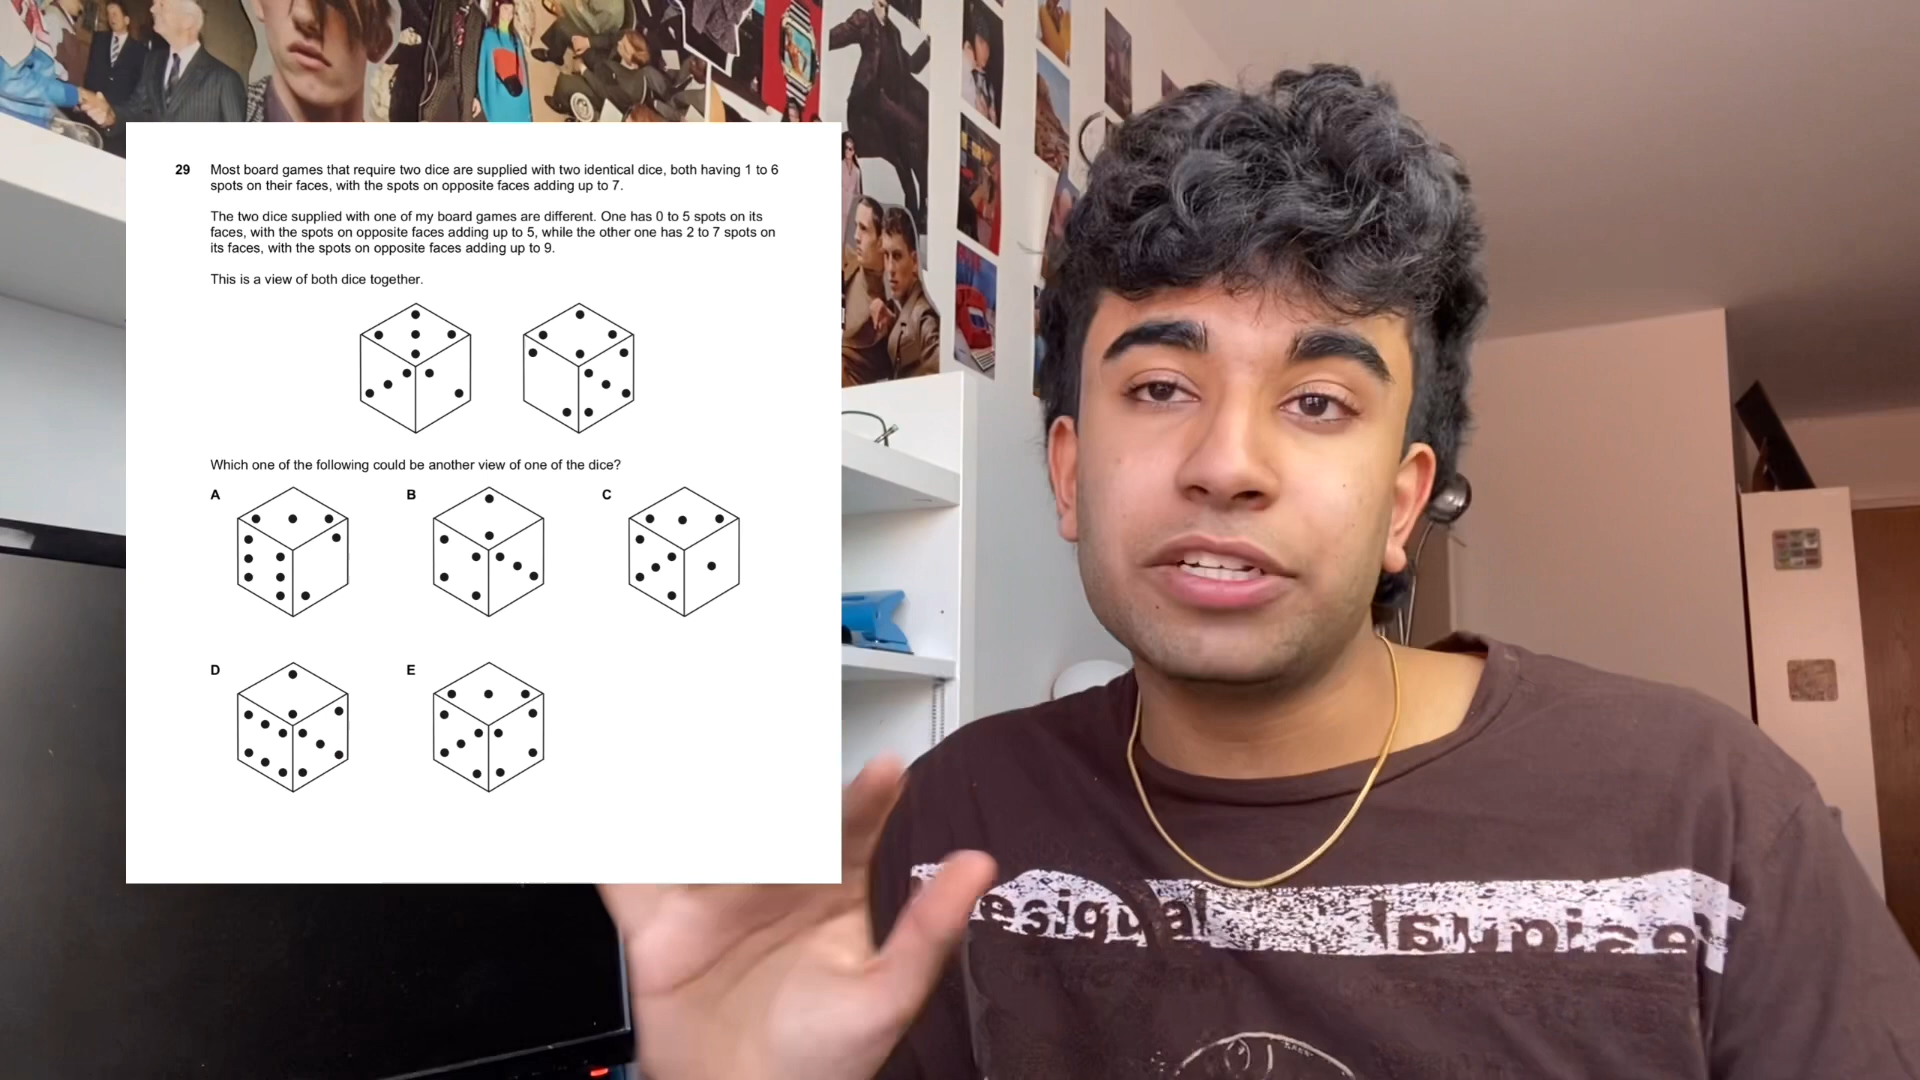 29 Most board games that require two dice are supplied with two identical dice, both having 1 to 6
spots on their faces, with the spots on opposite faces adding up to 7.
The two dice supplied with one of my board games are different. One has 0 to 5 spots on its
faces, with the spots on opposite faces adding up to 5, while the other one has 2 to 7 spots on
its faces, with the spots on opposite faces adding up to 9.
This is a view of both dice together.
Which one of the following could be another view of one of the dice?
A B C
D E